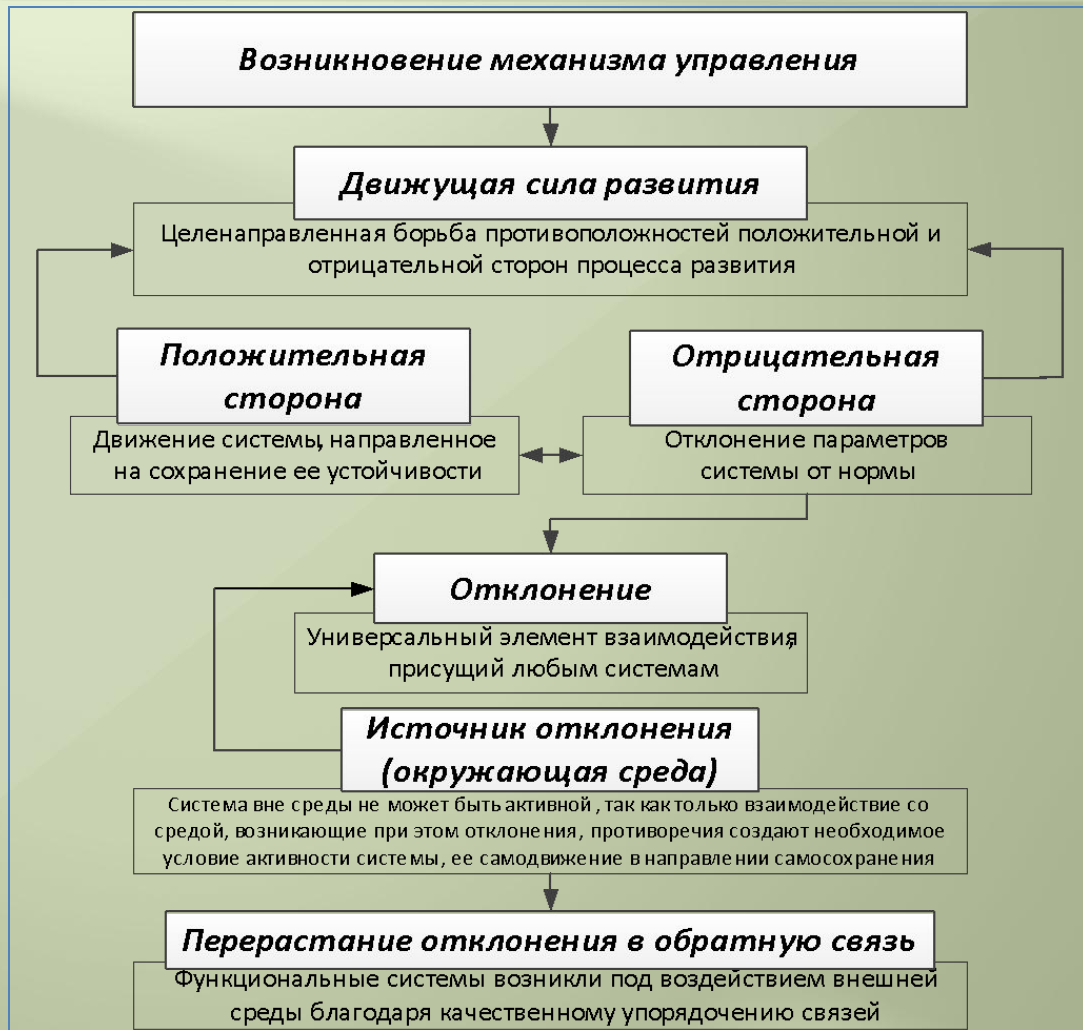 Возникновение механизма управления
Движущая сила развития
Целенаправленная борьба противоположностей положительной и
отрицательной сторон процесса развития
Положительная
сторона
Движение системы, направленное
на сохранение ее устойчивости
Отрицательная
сторона
Отклонение параметров
системы от нормы
Отклонение
Универсальный элемент взаимодействия,
присущий любым системам
Источник отклонения
(окружающая среда)
Система вне среды не может быть активной , так как только взаимодействие со
средой, возникающие при этом отклонения, противоречия создают необходимое
условие активности системы, ее самодвижение в направлении самосохранения
Перерастание отклонения в обратную связь
Функциональные системы возникли под воздействием внешней
среды благодаря качественному упорядочению связей